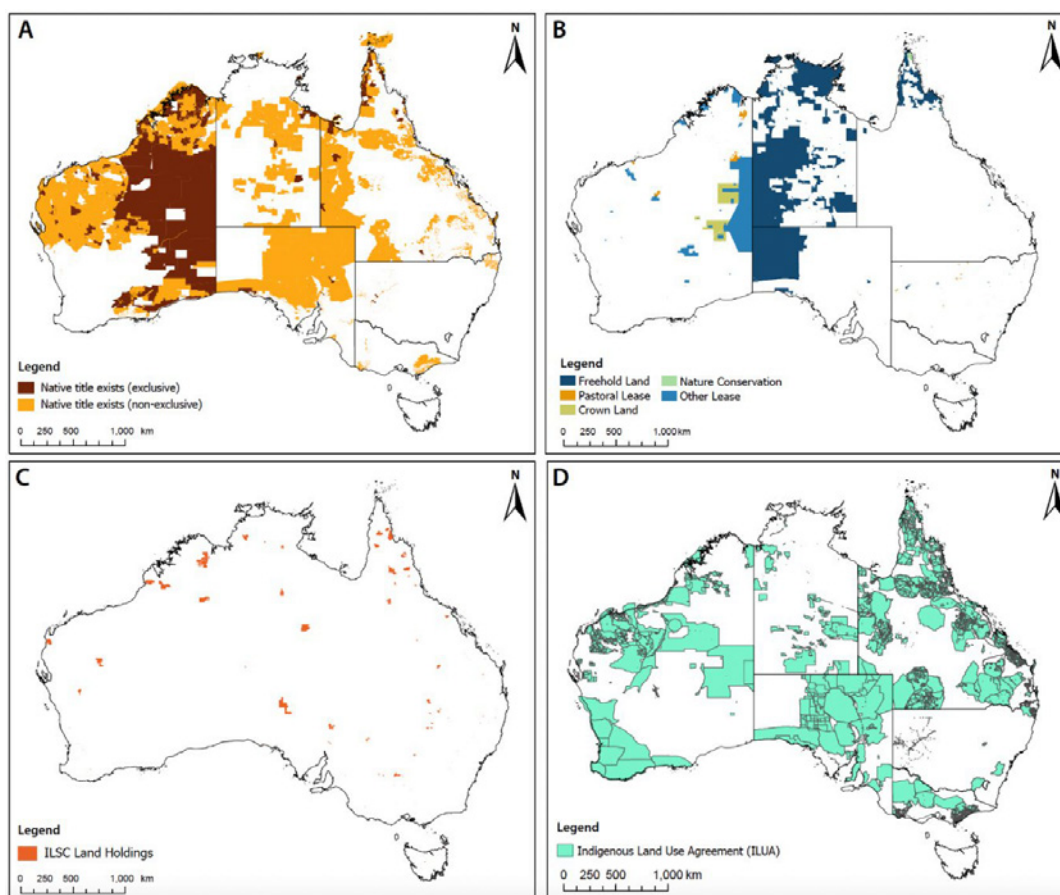 A
N
Legend
Native title exists (exclusive)
Native title exists (non-exclusive)
0 250 500 1,000 km
B
N
Legend
Freehold Land
Nature Conservation
Pastoral Lease
Other Lease
Crown Land
0 250 500 1,000 km
C
N
Legend
ILSC Land Holdings
0 250 500 1,000 km
D
N
Legend
Indigenous Land Use Agreement (ILUA)
0 250 500 1,000 km